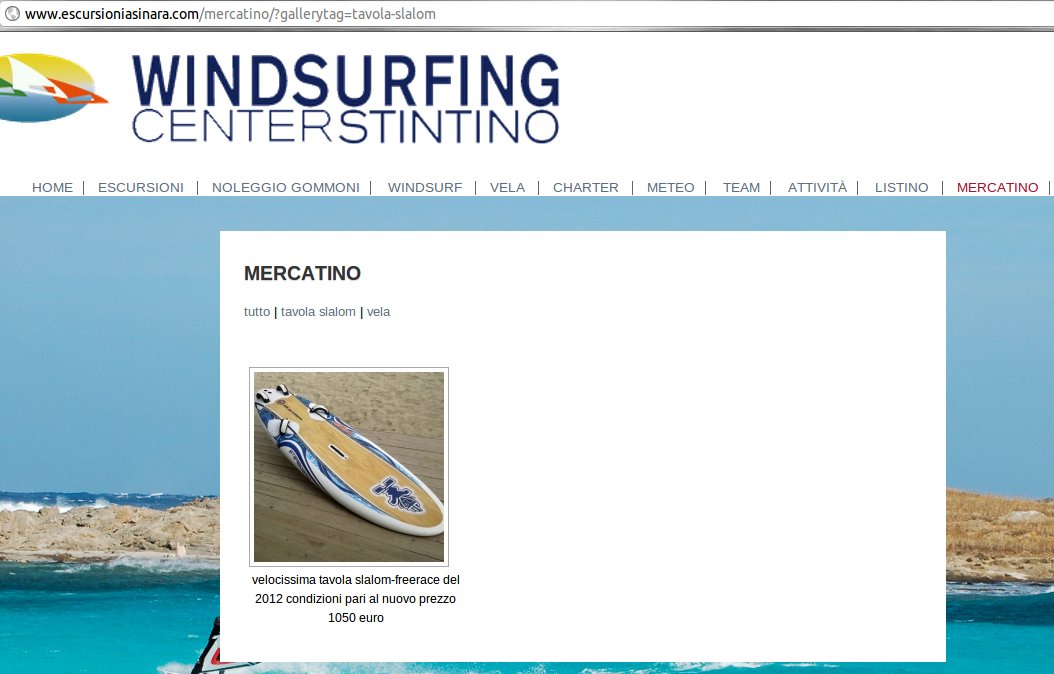 www.escursioniasinara.com/mercatino/?gallerytag=tavola-slalom
WINDSURFING
CENTERSTINTINO
HOME | ESCURSIONI | NOLEGGIO GOMMONI | WINDSURF | VELA | CHARTER | METEO | TEAM | ATTIVITÀ | LISTINO | MERCATINO |
MERCATINO
tutto | tavola slalom | vela
velocissima tavola slalom-freerace del
2012 condizioni pari al nuovo prezzo
1050 euro